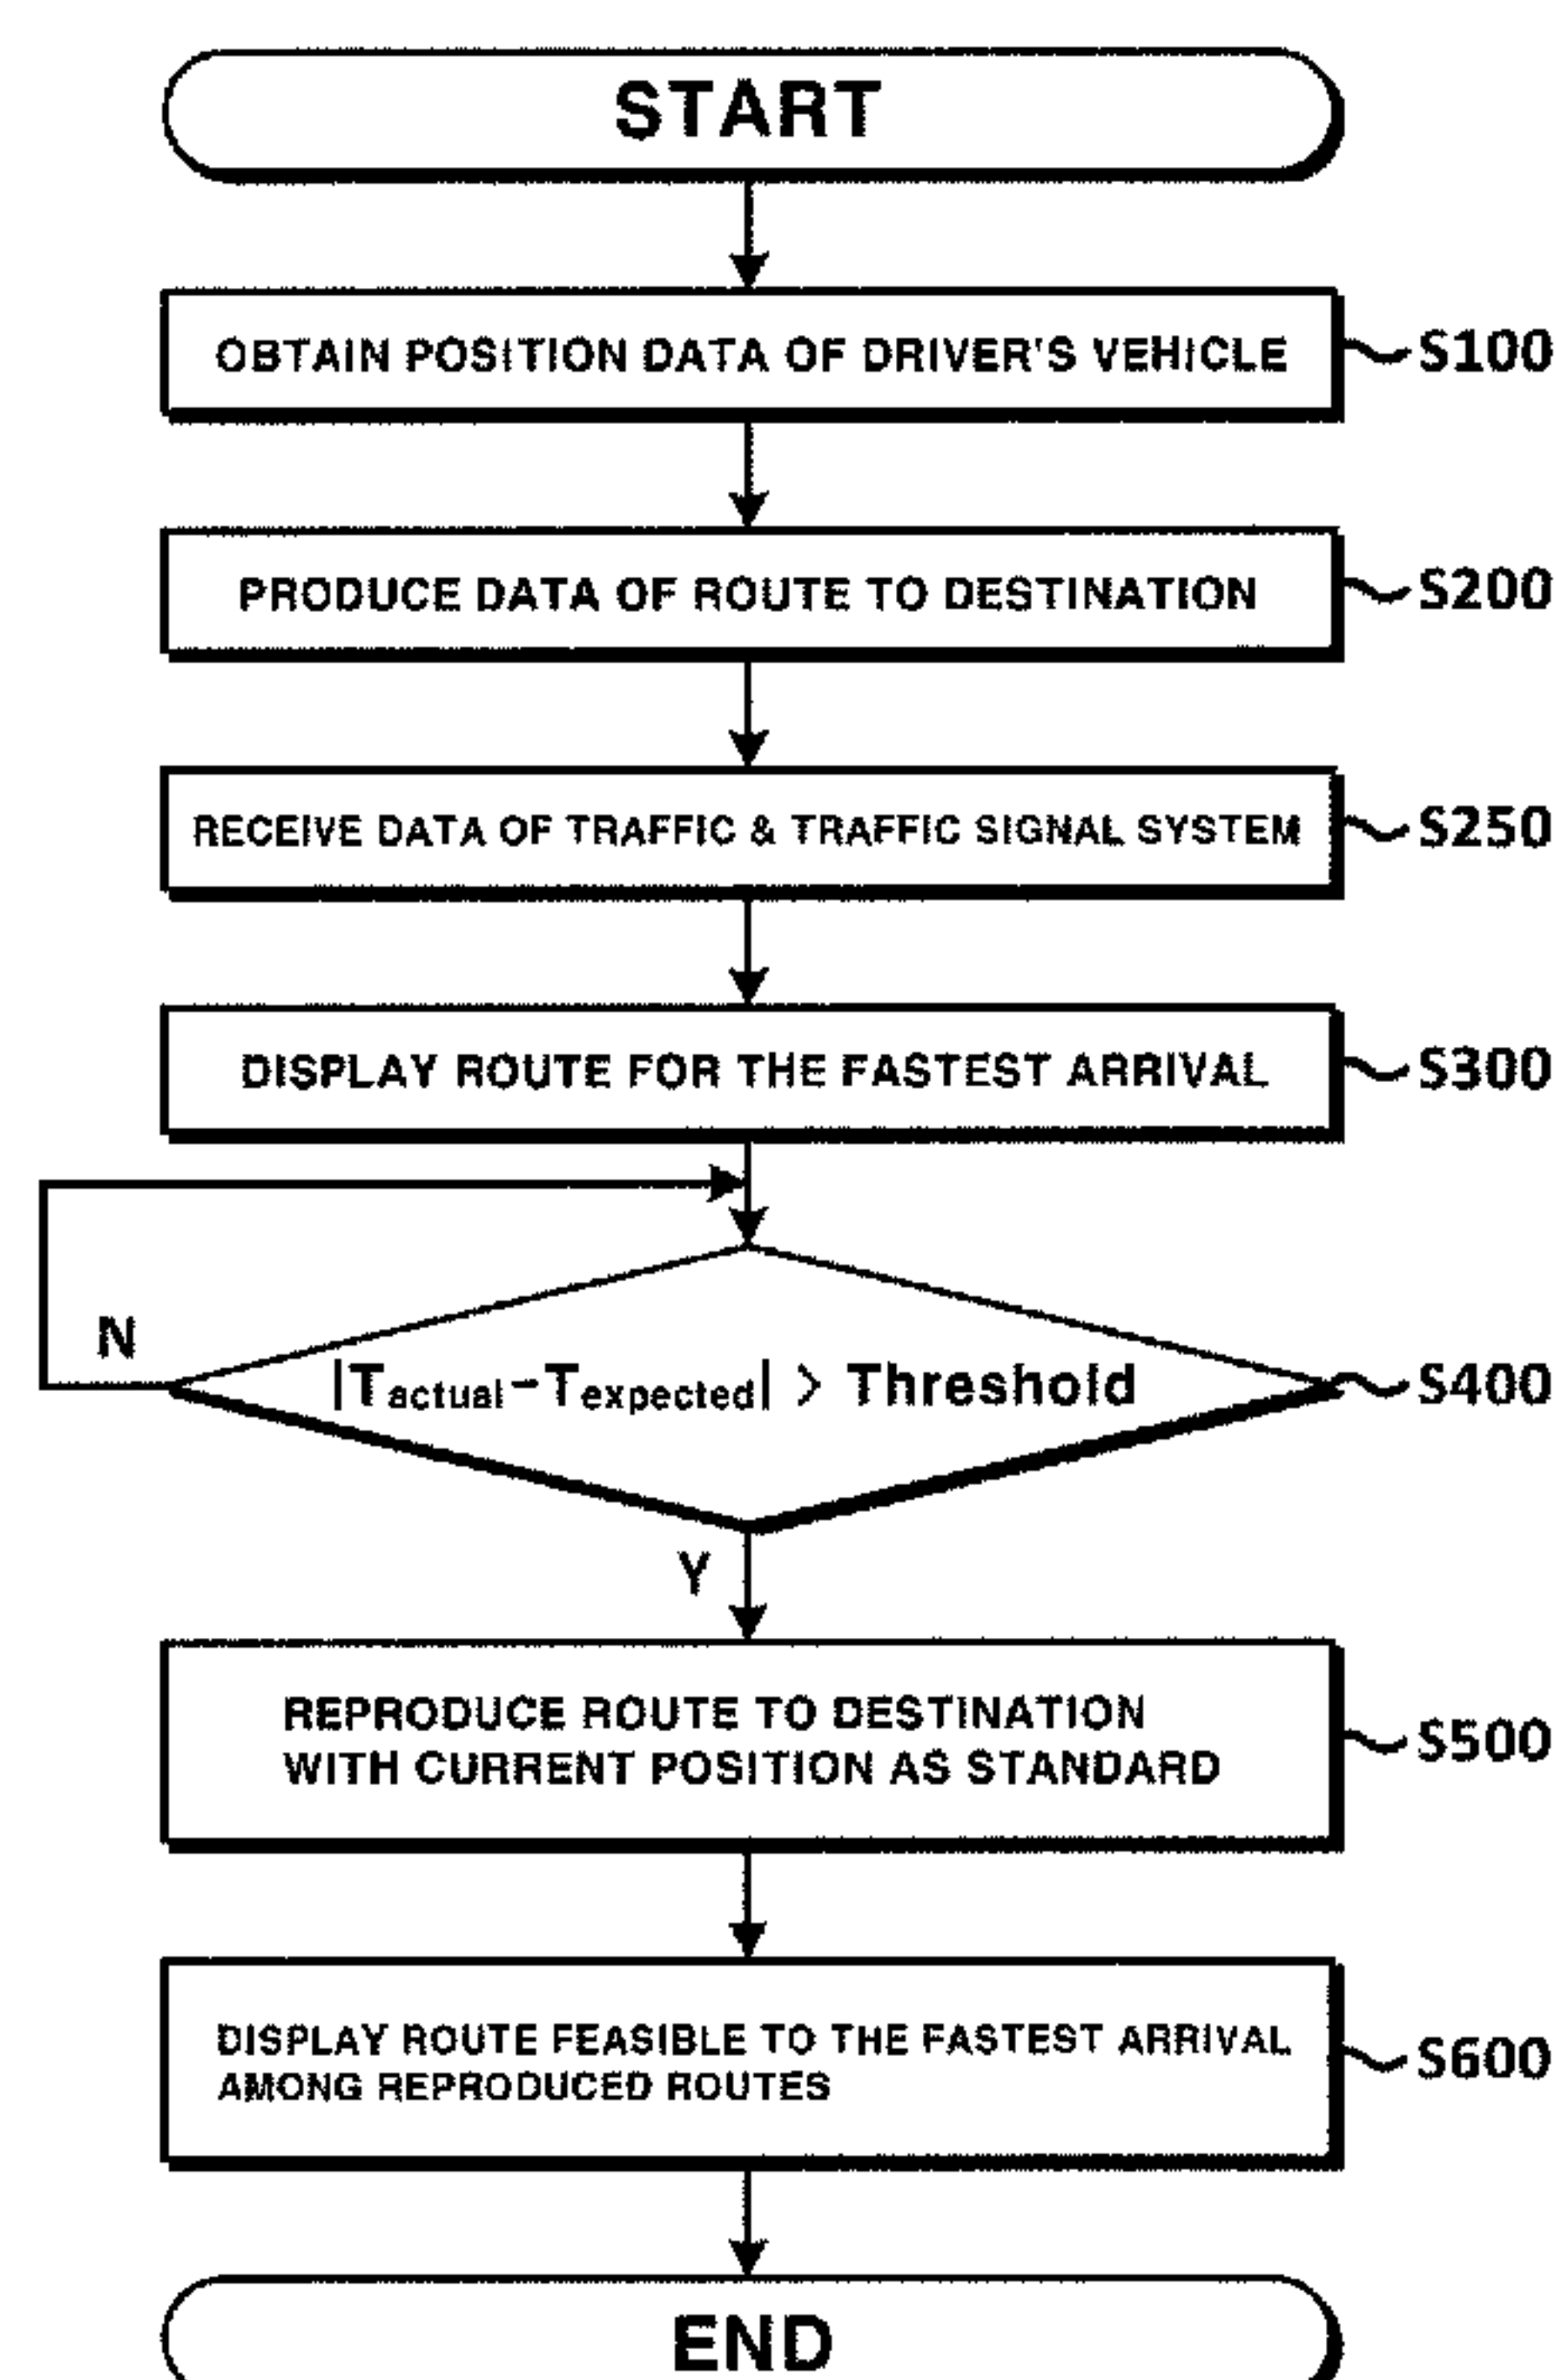 START
OBTAIN POSITION DATA OF DRIVER'S VEHICLE
S100
PRODUCE DATA OF ROUTE TO DESTINATION
S200
RECEIVE DATA OF TRAFFIC & TRAFFIC SIGNAL SYSTEM
S250
DISPLAY ROUTE FOR THE FASTEST ARRIVAL
S300
N
|Tactual-Texpected| > Threshold
S400
Y
REPRODUCE ROUTE TO DESTINATION
WITH CURRENT POSITION AS STANDARD
S500
DISPLAY ROUTE FEASIBLE TO THE FASTEST ARRIVAL
AMONG REPRODUCED ROUTES
S600
END